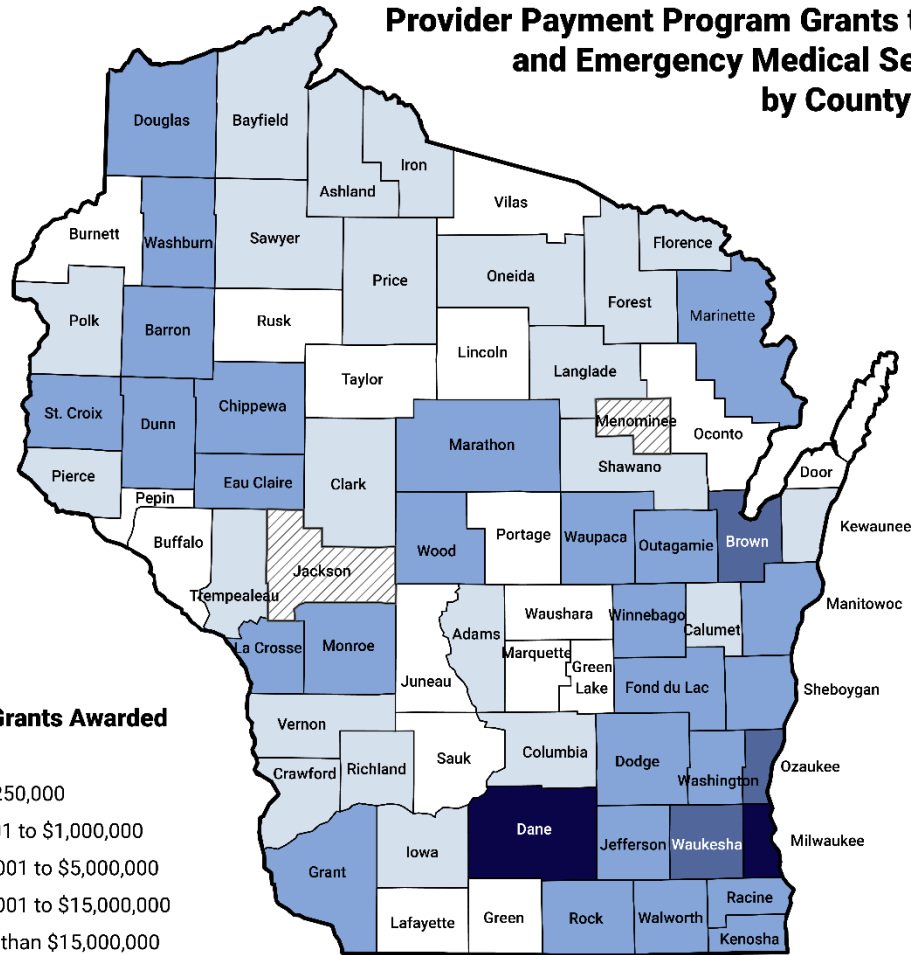 Provider Payment Program Grants
and Emergency Medical
by County
Douglas
Bayfield
Iron
Ashland
Vilas
Burnett
Washburn
Sawyer
Florence
Price
Oneida
Forest
Polk
Barron
Rusk
Marinette
Lincoln
Langlade
Taylor
St. Croix
Chippewa
Dunn
Menominee
Marathon
Oconto
Pierce
Eau Claire
Clark
Shawano
Door
Pepin
Buffalo
Wood
Portage
Waupaca
Outagamie
Brown
Kewaunee
Jackson
Trempealeau
Manitowoc
Waushara
Winnebago
Calumet
Adams
La Crosse
Monroe
Marquette
Green
Lake
Juneau
Fond du Lac
Sheboygan
Grants Awarded
Vernon
Sauk
Columbia
Dodge
Ozaukee
Crawford
Richland
Washington
250,000
01 to $1,000,000
Dane
Milwaukee
Iowa
Jefferson
Waukesha
001 to $5,000,000
Grant
001 to $15,000,000
Racine
Lafayette
Green
Rock
Walworth
than $15,000,000
Kenosha